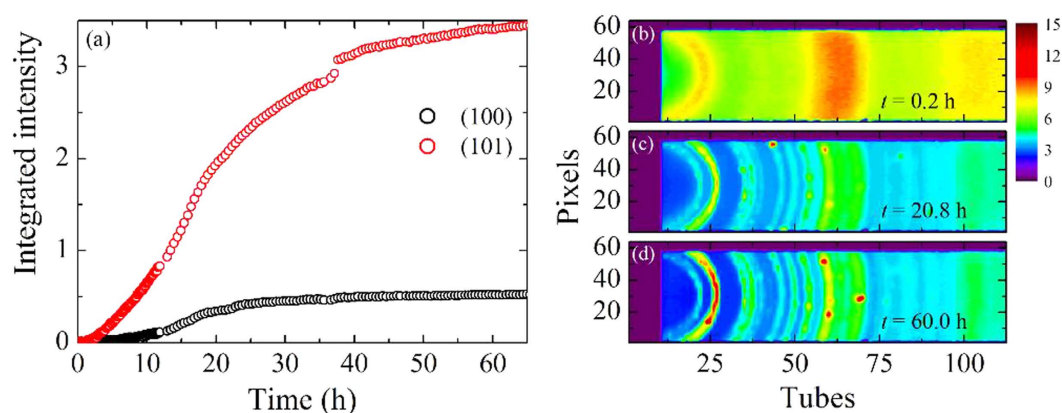 (a)
Integrated intensity
3
2
1
0
(100)
(101)
0 10 20 30 40 50 60
Time (h)
Pixels
(b)
60
40
20
t = 0.2 h
(c)
60
40
20
t = 20.8 h
(d)
60
40
20
t = 60.0 h
25 50 75 100
Tubes
15
12
9
6
3
0